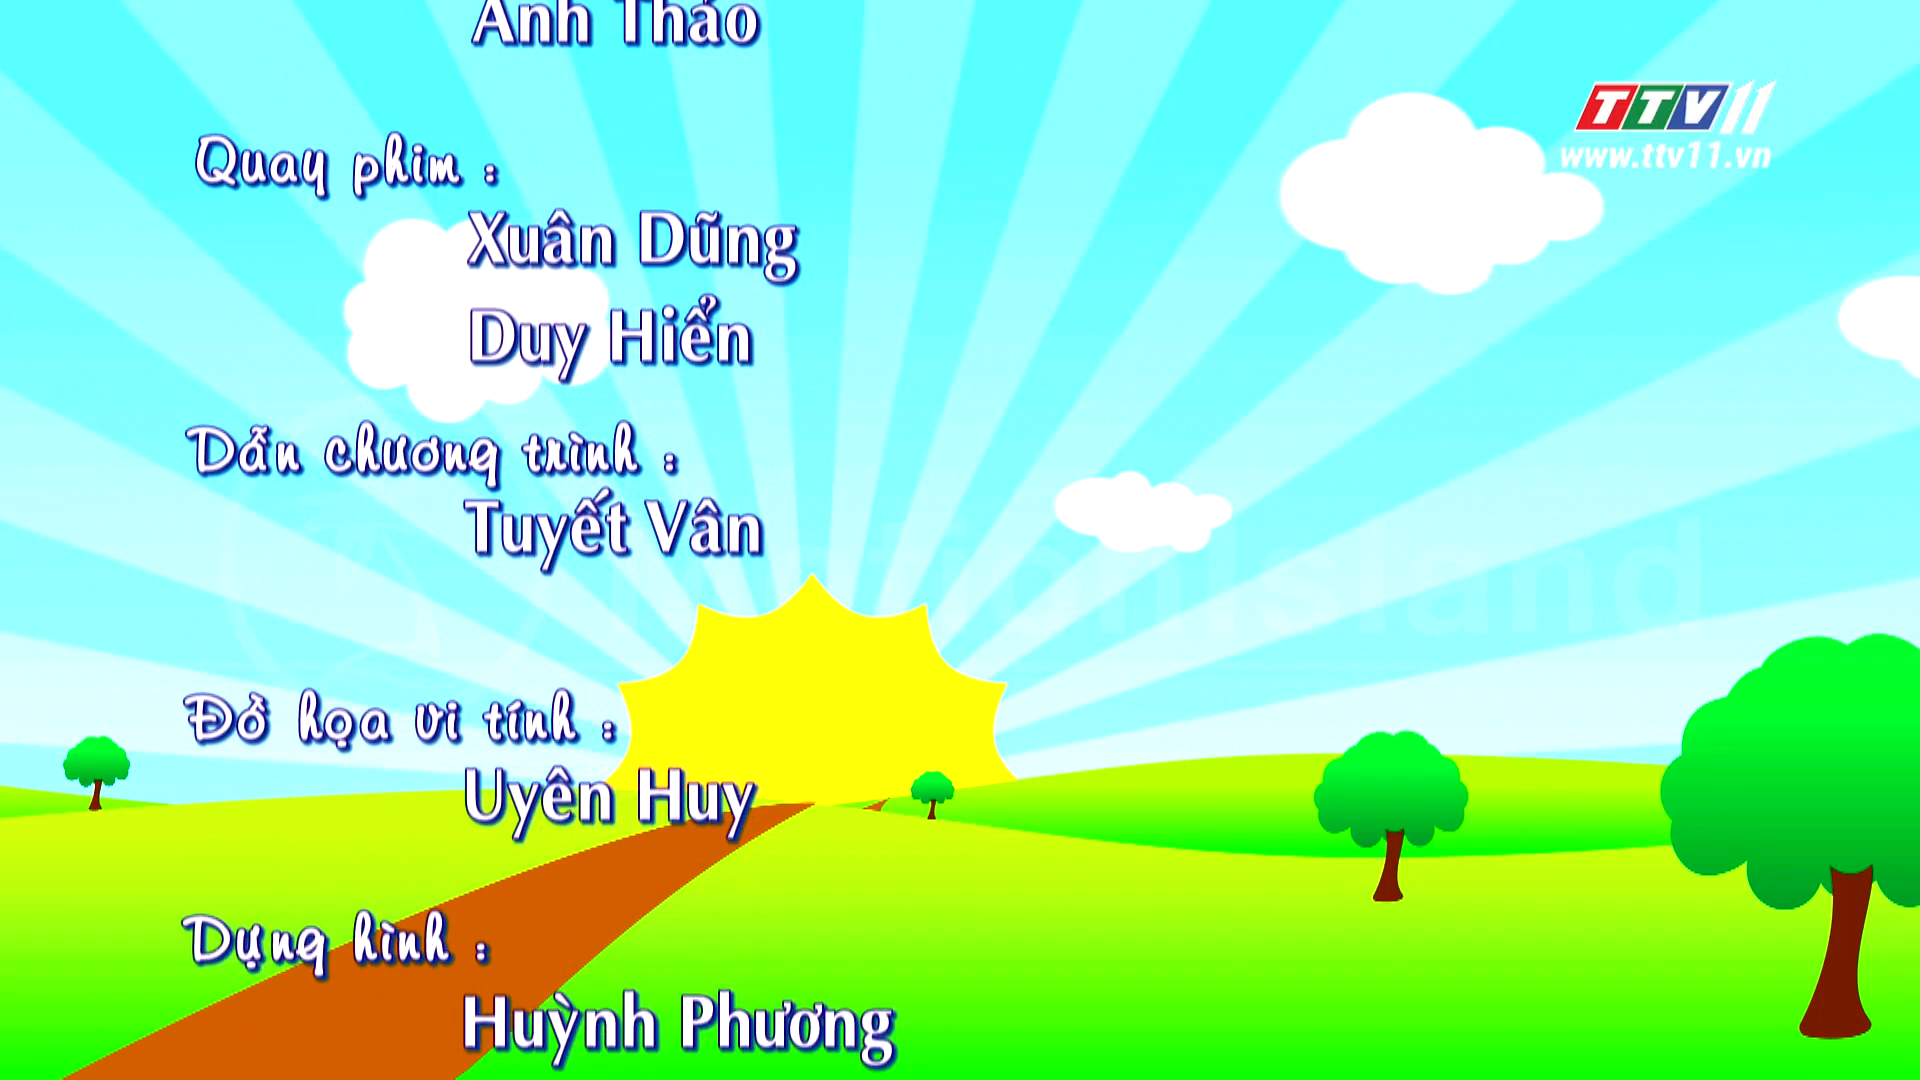 Anh Thảo
TTV11
www.ttv11.vn
Quay phim :
Xuân Dũng
Duy Hiển
Dẫn chương trình :
Tuyết Vân
Đồ họa vi tính :
Uyên Huy
Dựng hình :
Huỳnh Phương